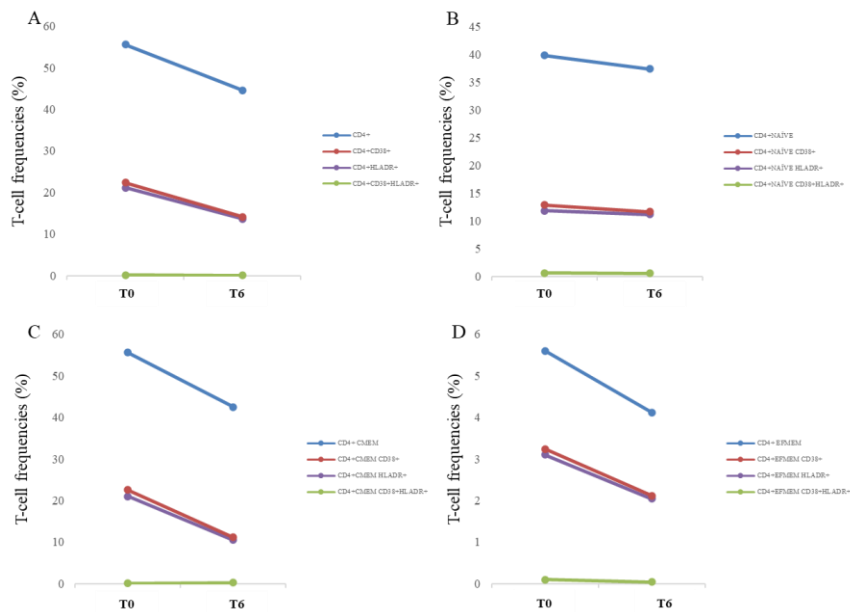 A
T-cell frequencies (%)
60
50
40
30
20
10
0
T0 T6
CD4+
CD4+CD38+
CD4+HLADR+
CD4+CD38+HLADR+
B
T-cell frequencies (%)
45
40
35
30
25
20
15
10
5
0
T0 T6
CD4+NAÏVE
CD4+NAÏVE CD38+
CD4+NAÏVE HLADR+
CD4+NAÏVE CD38+HLADR+
C
T-cell frequencies (%)
60
50
40
30
20
10
0
T0 T6
CD4+ CMEM
CD4+CMEM CD38+
CD4+CMEM HLADR+
CD4+CMEM CD38+HLADR+
D
T-cell frequencies (%)
6
5
4
3
2
1
0
T0 T6
CD4+ EFMEM
CD4+EFMEM CD38+
CD4+EFMEM HLADR+
CD4+EFMEM CD38+HLADR+